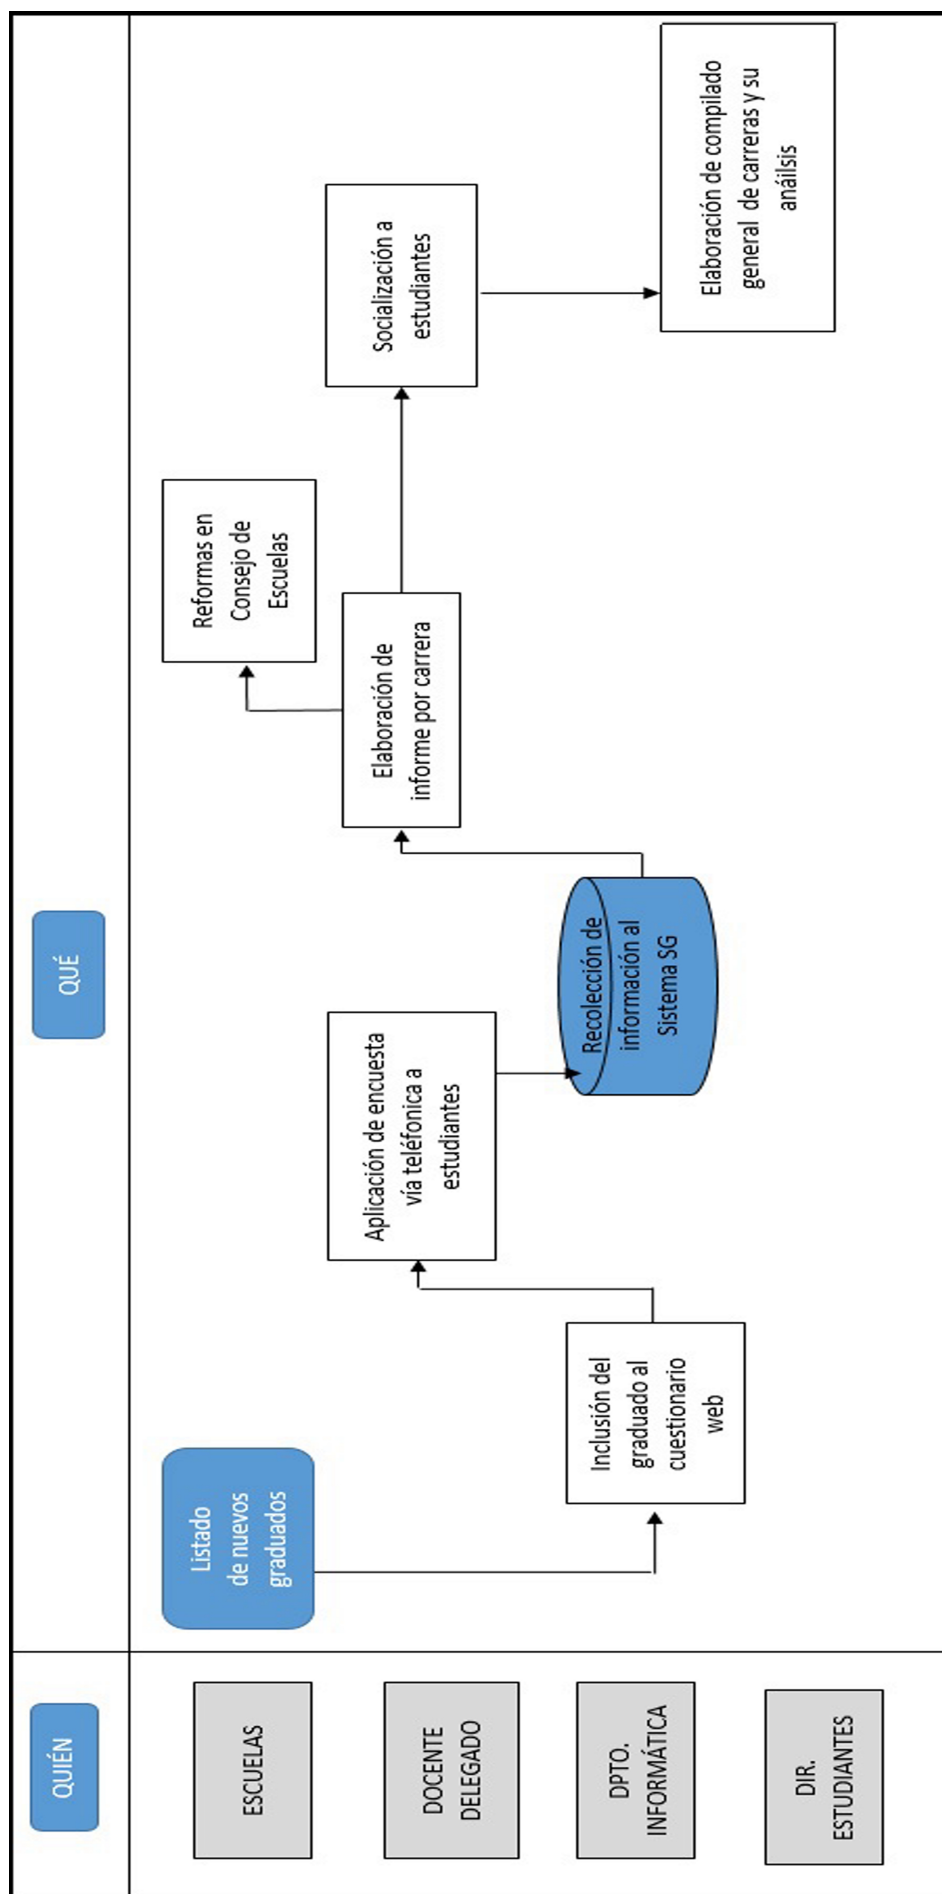 QUIÉN
QUÉ
ESCUELAS
DOCENTE
DELEGADO
DPTO.
INFORMÁTICA
DIR.
ESTUDIANTES
Listado
de nuevos
graduados
Inclusión del
graduado al
cuestionario
web
Aplicación de encuesta
vía teléfonica a
estudiantes
Recolección de
información al
Sistema SG
Elaboración de
informe por carrera
Reformas en
Consejo de
Escuelas
Socialización a
estudiantes
Elaboración de compilado
general de carreras y su
anáilsis